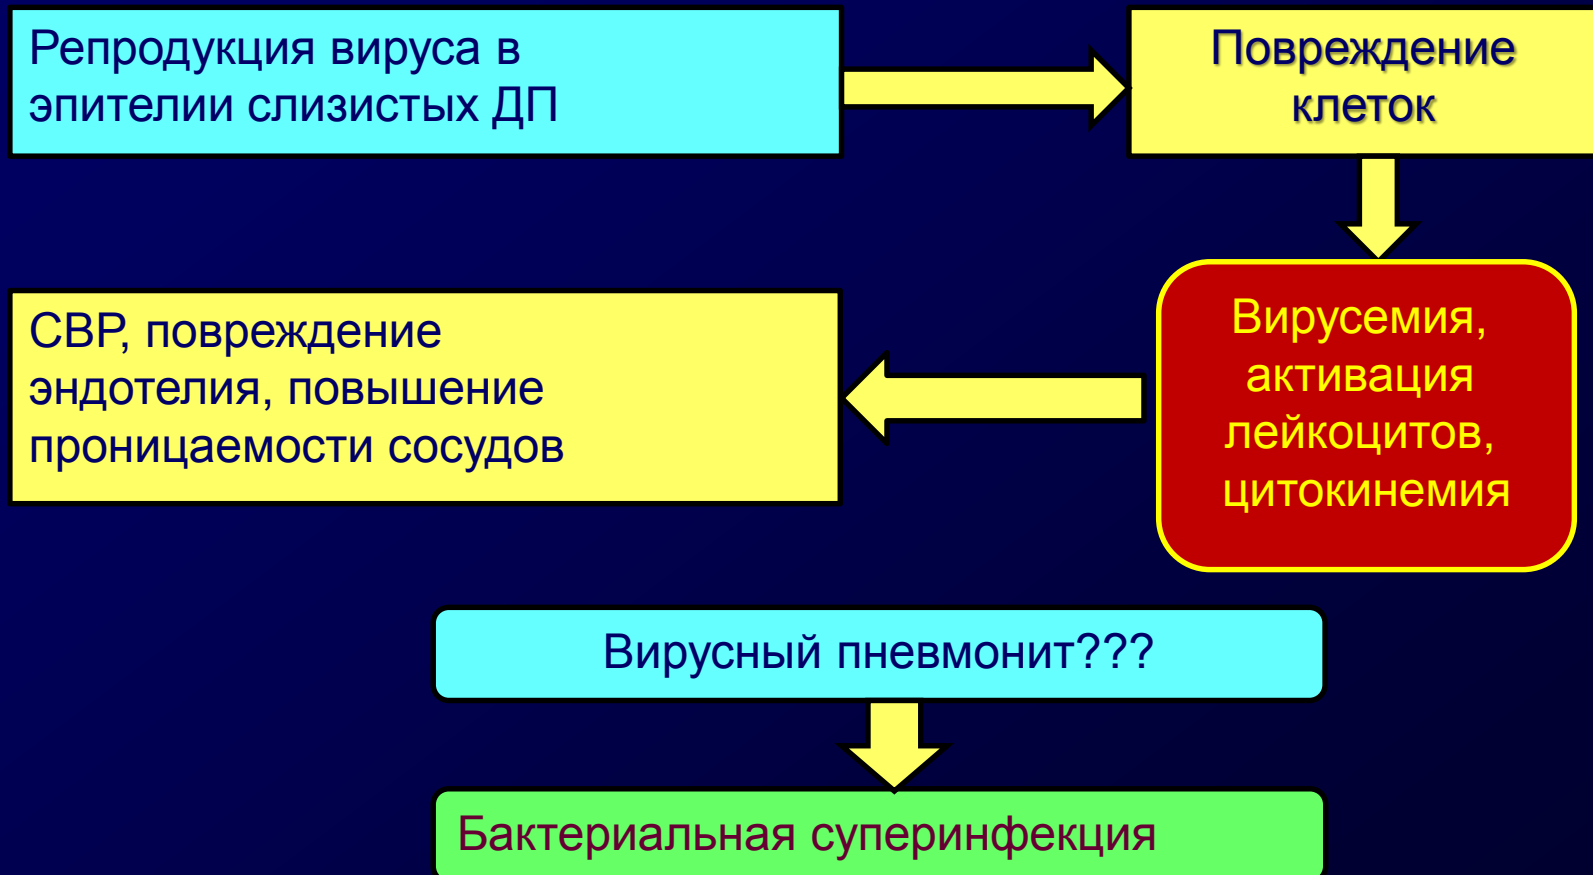 Репродукция вируса в
эпителии слизистых ДП
Повреждение
клеток
Вирусемия,
активация
лейкоцитов,
цитокинемия
СВР, повреждение
эндотелия, повышение
проницаемости сосудов
Вирусный пневмонит???
Бактериальная суперинфекция